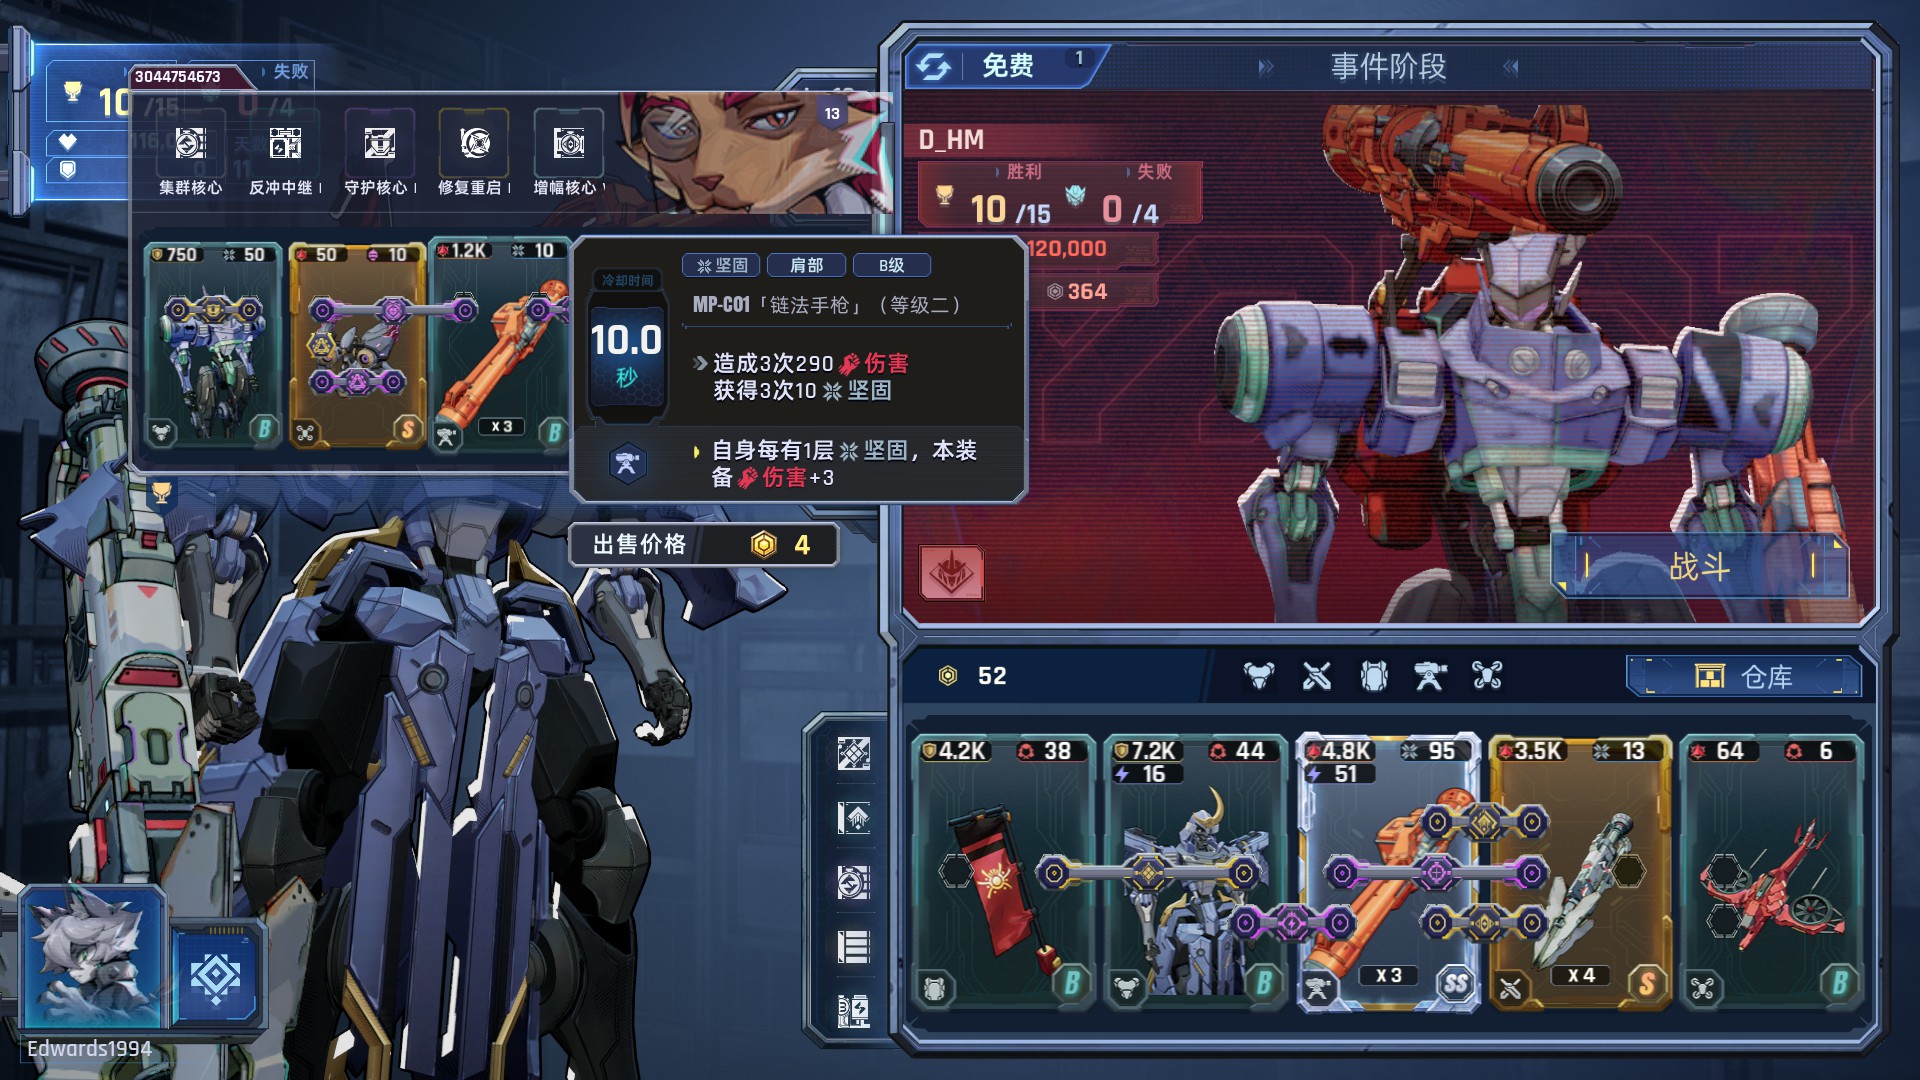 3044754673
失败
10 /15
0 /4
天数
11
13
集群核心
反冲中继
守护核心
修复重启
增幅核心
750
50
50
10
1.2K
10
B
S
x3
B
冷却时间
10.0
秒
坚固
肩部
B级
MP-C01「链法手枪」（等级二）
造成3次290伤害
获得3次10坚固
自身每有1层坚固，本装
备伤害+3
出售价格
4
免费
1
事件阶段
D_HM
胜利
失败
10 /15
0 /4
120,000
364
战斗
52
仓库
4.2K
38
B
7.2K
44
16
B
4.8K
95
51
x3
SS
3.5K
13
x4
S
64
6
B
Edwards1994